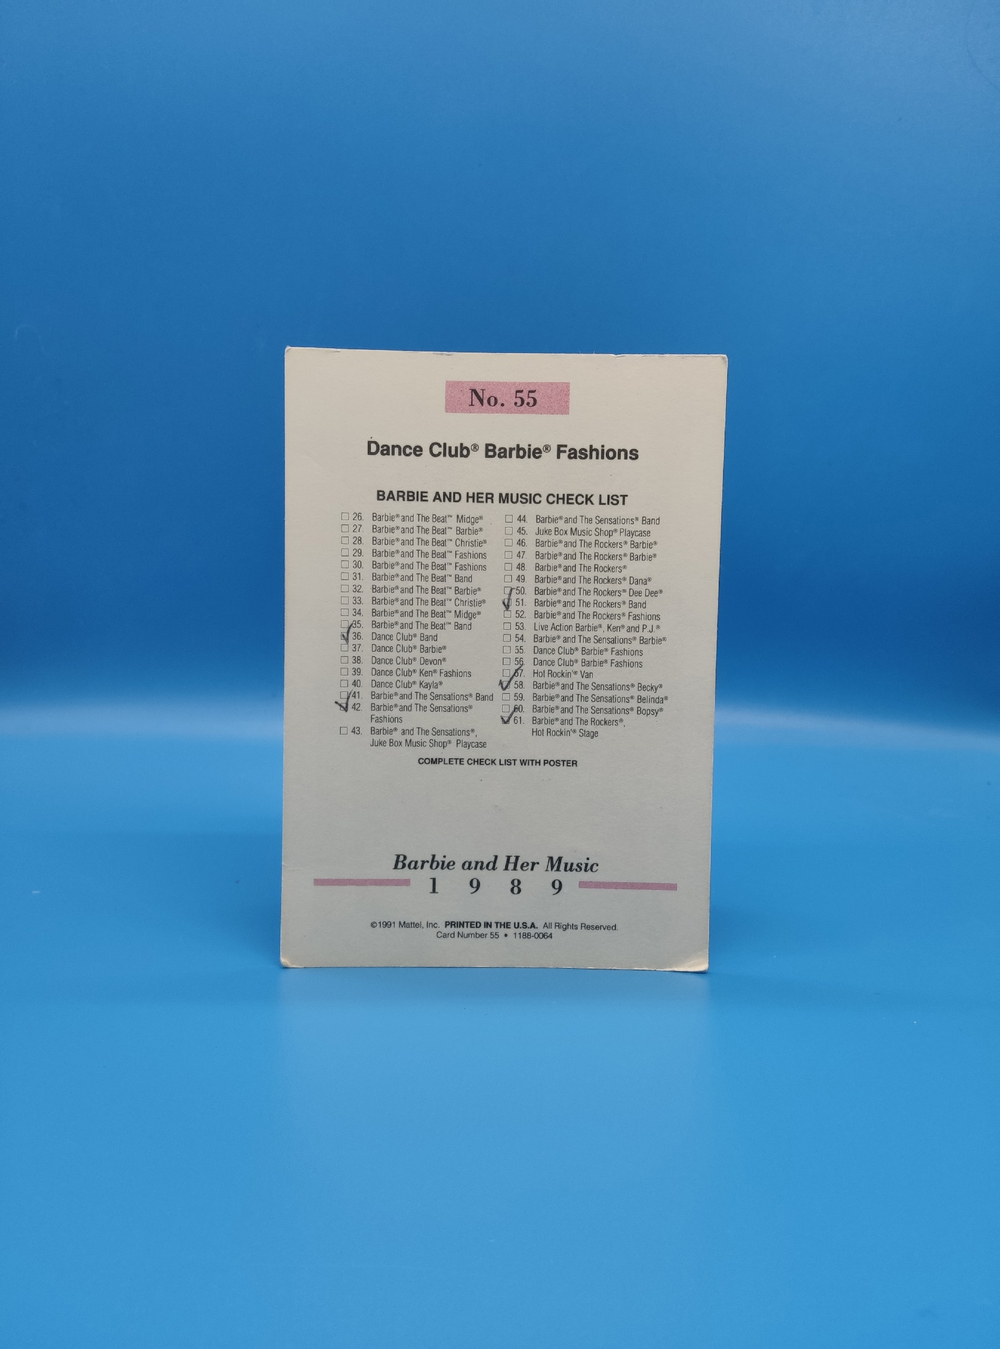 No. 55
Dance Club® Barbie® Fashions
BARBIE AND HER MUSIC CHECK LIST
26. Barbie® and The Beat™ Midge®
27. Barbie® and The Beat™ Barbie®
28. Barbie® and The Beat™ Christie®
29. Barbie® and The Beat™ Fashions
30. Barbie® and The Beat™ Fashions
31. Barbie® and The Beat™ Band
32. Barbie® and The Beat™ Barbie®
33. Barbie® and The Beat™ Christie®
34. Barbie® and The Beat™ Midge®
35. Barbie® and The Beat™ Band
36. Dance Club® Band
37. Dance Club® Barbie®
38. Dance Club® Devon®
39. Dance Club® Ken® Fashions
40. Dance Club® Kayla®
41. Barbie® and The Sensations® Band
42. Barbie® and The Sensations®
Fashions
43. Barbie® and The Sensations®,
Juke Box Music Shop® Playcase
44. Barbie® and The Sensations® Band
45. Juke Box Music Shop® Playcase
46. Barbie® and The Rockers® Barbie®
47. Barbie® and The Rockers® Barbie®
48. Barbie® and The Rockers®
49. Barbie® and The Rockers® Dana®
50. Barbie® and The Rockers® Dee Dee®
51. Barbie® and The Rockers® Band
52. Barbie® and The Rockers® Fashions
53. Live Action Barbie®, Ken® and P.J.®
54. Barbie® and The Sensations® Barbie®
55. Dance Club® Barbie® Fashions
56. Dance Club® Barbie® Fashions
57. Hot Rockin'® Van
58. Barbie® and The Sensations® Becky®
59. Barbie® and The Sensations® Belinda®
60. Barbie® and The Sensations® Bopsy®
61. Barbie® and The Rockers®,
Hot Rockin'® Stage
COMPLETE CHECK LIST WITH POSTER
Barbie and Her Music
1 9 8 9
©1991 Mattel, Inc. PRINTED IN THE U.S.A. All Rights Reserved.
Card Number 55 • 1188-0064